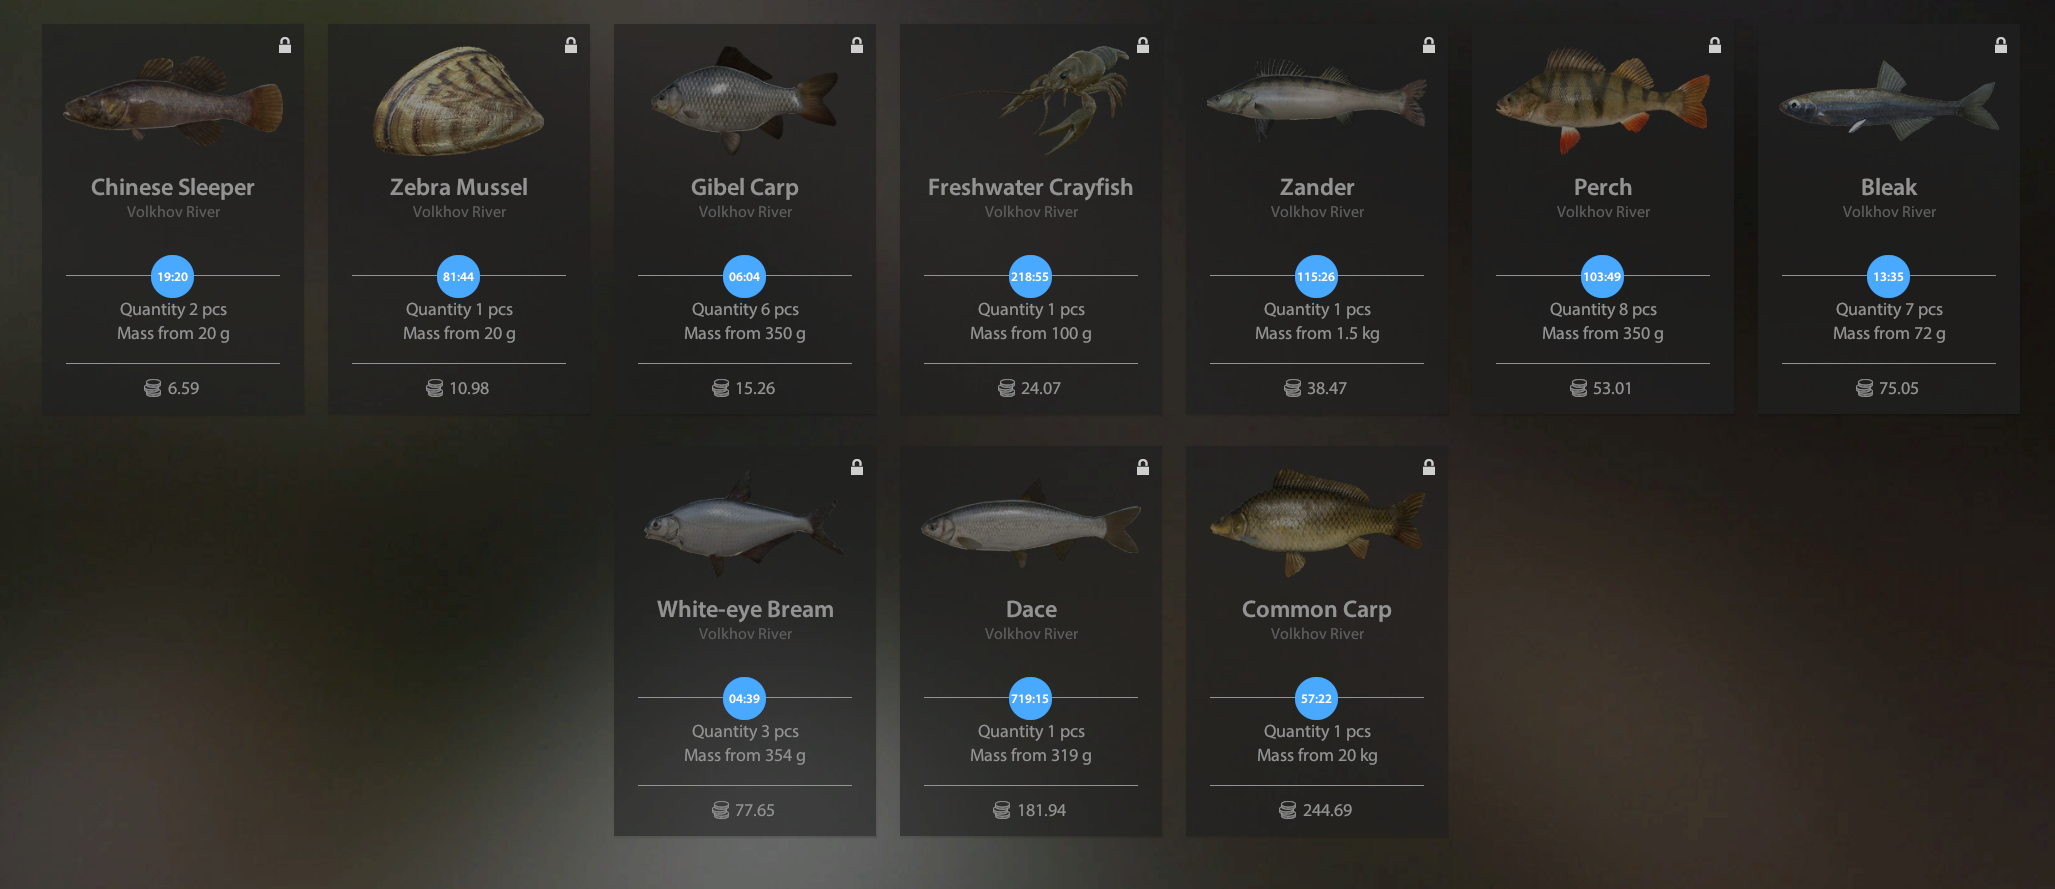 Chinese Sleeper
Volkhov River
19:20
Quantity 2 pcs
Mass from 20 g
6.59
Zebra Mussel
Volkhov River
81:44
Quantity 1 pcs
Mass from 20 g
10.98
Gibel Carp
Volkhov River
06:04
Quantity 6 pcs
Mass from 350 g
15.26
Freshwater Crayfish
Volkhov River
218:55
Quantity 1 pcs
Mass from 100 g
24.07
Zander
Volkhov River
115:26
Quantity 1 pcs
Mass from 1.5 kg
38.47
Perch
Volkhov River
103:49
Quantity 8 pcs
Mass from 350 g
53.01
Bleak
Volkhov River
13:35
Quantity 7 pcs
Mass from 72 g
75.05
White-eye Bream
Volkhov River
04:39
Quantity 3 pcs
Mass from 354 g
77.65
Dace
Volkhov River
719:15
Quantity 1 pcs
Mass from 319 g
181.94
Common Carp
Volkhov River
57:22
Quantity 1 pcs
Mass from 20 kg
244.69